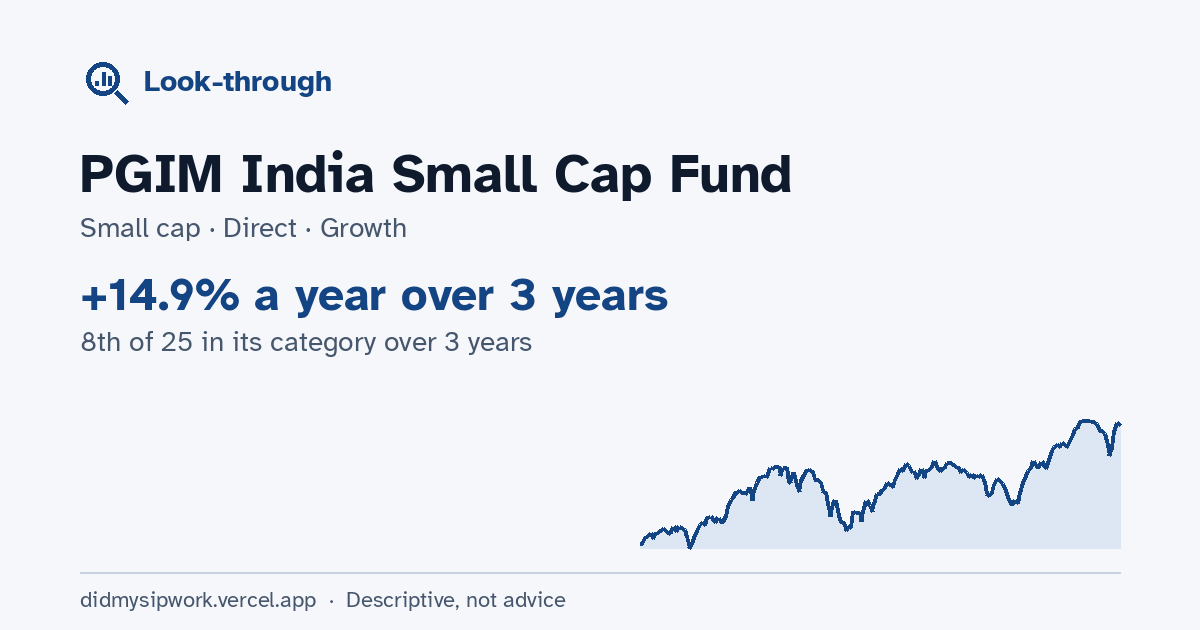 Look-through
PGIM India Small Cap Fund
Small cap · Direct · Growth
+14.9% a year over 3 years
8th of 25 in its category over 3 years
didmysipwork.vercel.app · Descriptive, not advice